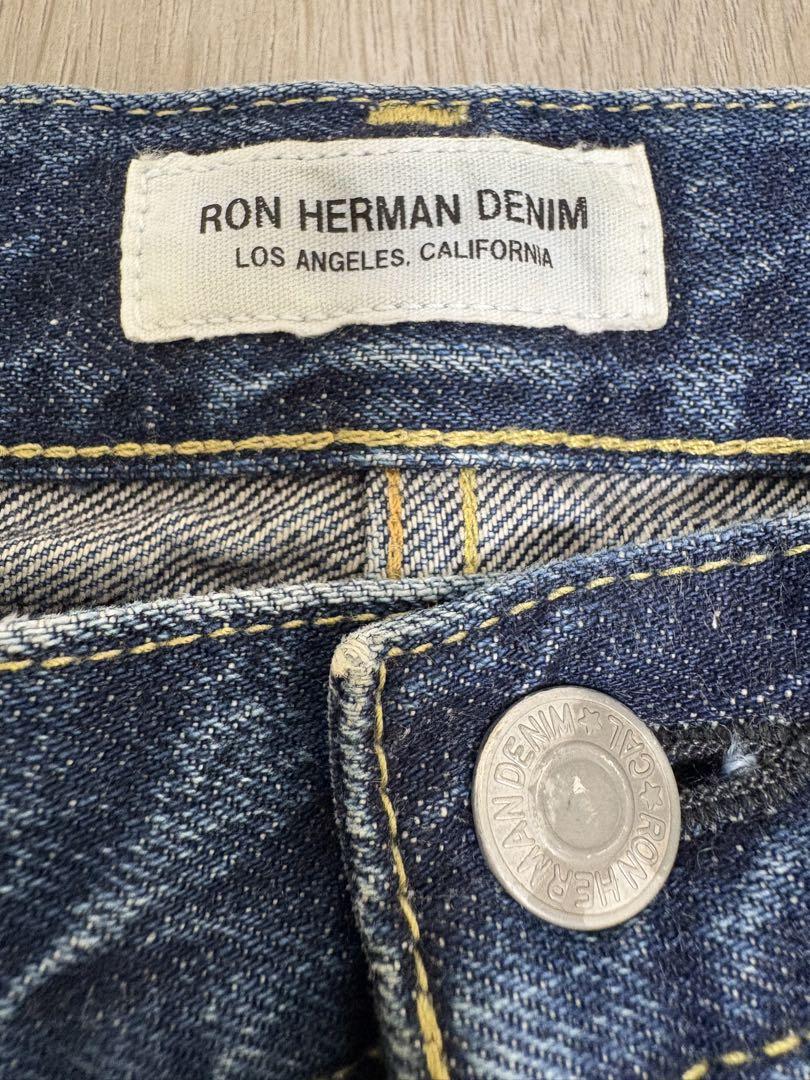 RON HERMAN DENIM
LOS ANGELES, CALIFORNIA
RON HERMAN DENIM ☆ CAL ☆